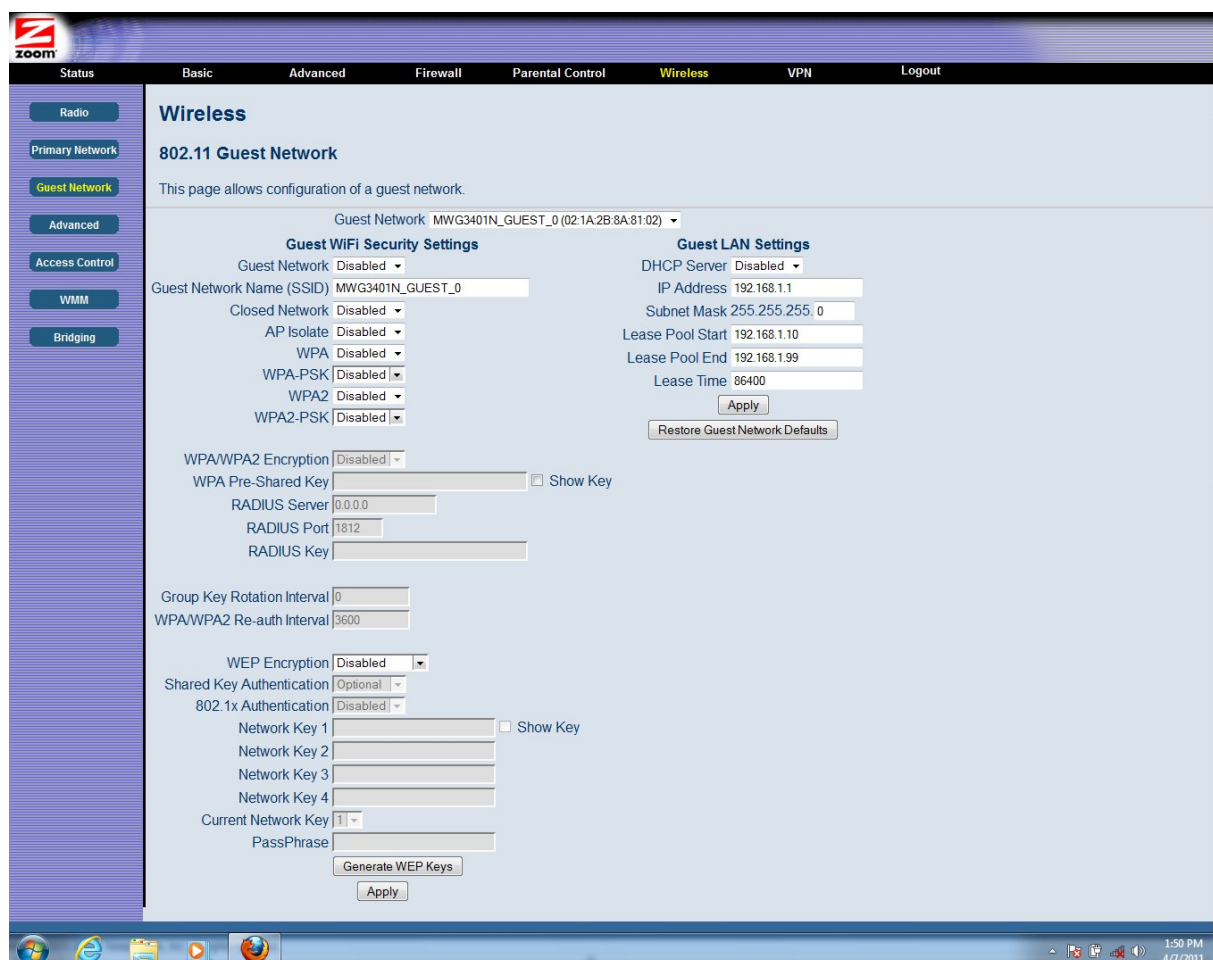 zoom
Status Basic Advanced Firewall Parental Control Wireless VPN Logout
Radio
Primary Network
Guest Network
Advanced
Access Control
WMM
Bridging
Wireless
802.11 Guest Network
This page allows configuration of a guest network.
Guest Network MWG3401N_GUEST_0 (02:1A:2B:8A:81:02)
Guest WiFi Security Settings
Guest Network Disabled
Guest Network Name (SSID) MWG3401N_GUEST_0
Closed Network Disabled
AP Isolate Disabled
WPA Disabled
WPA-PSK Disabled
WPA2 Disabled
WPA2-PSK Disabled
WPA/WPA2 Encryption Disabled
WPA Pre-Shared Key Show Key
RADIUS Server 0.0.0.0
RADIUS Port 1812
RADIUS Key
Group Key Rotation Interval 0
WPA/WPA2 Re-auth Interval 3600
WEP Encryption Disabled
Shared Key Authentication Optional
802.1x Authentication Disabled
Network Key 1 Show Key
Network Key 2
Network Key 3
Network Key 4
Current Network Key 1
PassPhrase
Generate WEP Keys
Apply
Guest LAN Settings
DHCP Server Disabled
IP Address 192.168.1.1
Subnet Mask 255.255.255. 0
Lease Pool Start 192.168.1.10
Lease Pool End 192.168.1.99
Lease Time 86400
Apply
Restore Guest Network Defaults
1:50 PM
4/7/2011